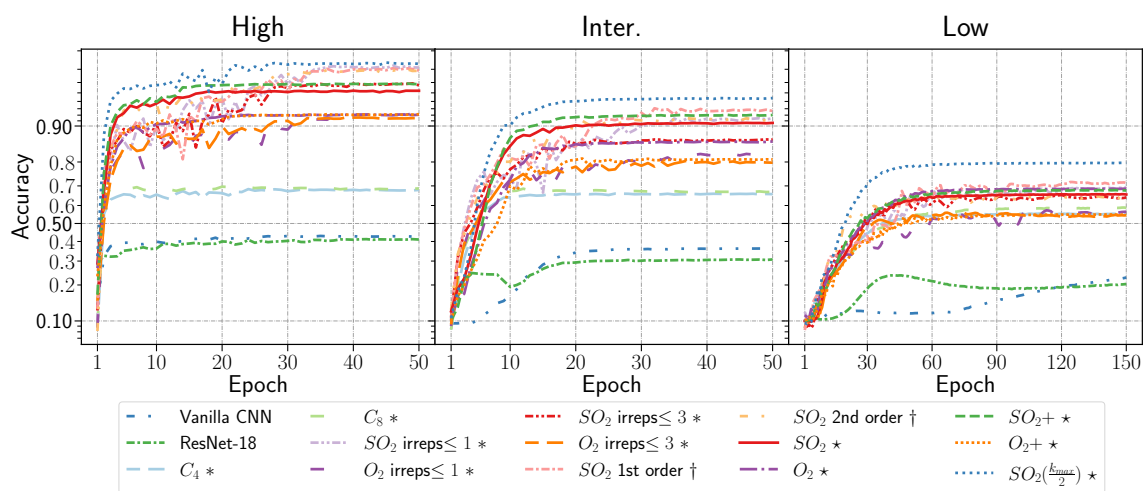 High Inter. Low
Accuracy
0.90
0.8
0.7
0.6
0.50
0.4
0.3
0.2
0.10
1 10 20 30 40 50 1 10 20 30 40 50 1 30 60 90 120 150
Epoch Epoch Epoch
Vanilla CNN C₈ * SO₂ irreps≤ 3 * SO₂ 2nd order † SO₂+ ⋆
ResNet-18 SO₂ irreps≤ 1 * O₂ irreps≤ 3 * SO₂ ⋆ O₂+ ⋆
C₄ * O₂ irreps≤ 1 * SO₂ 1st order † O₂ ⋆ SO₂(k_max/2) ⋆